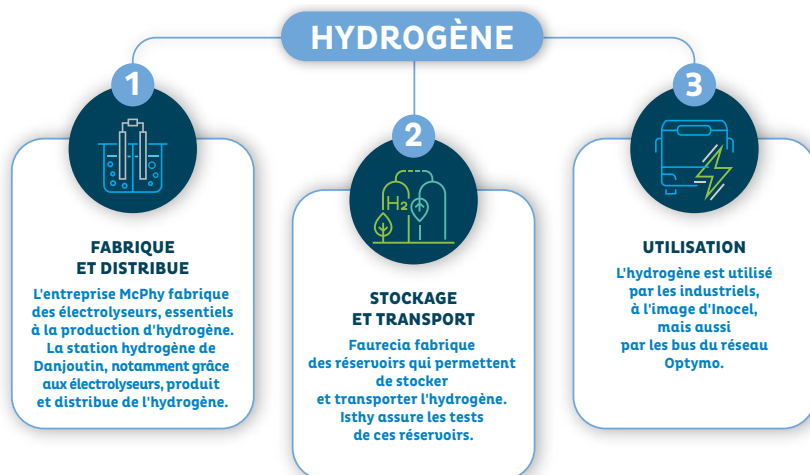 HYDROGÈNE
1
FABRIQUE
ET DISTRIBUE
L'entreprise McPhy fabrique
des électrolyseurs, essentiels
à la production d'hydrogène.
La station hydrogène de
Danjoutin, notamment grâce
aux électrolyseurs, produit
et distribue de l'hydrogène.
2
H2
STOCKAGE
ET TRANSPORT
Faurecia fabrique
des réservoirs qui permettent
de stocker
et transporter l'hydrogène.
Isthy assure les tests
de ces réservoirs.
3
UTILISATION
L'hydrogène est utilisé
par les industriels,
à l'image d'Inocel,
mais aussi
par les bus du réseau
Optymo.